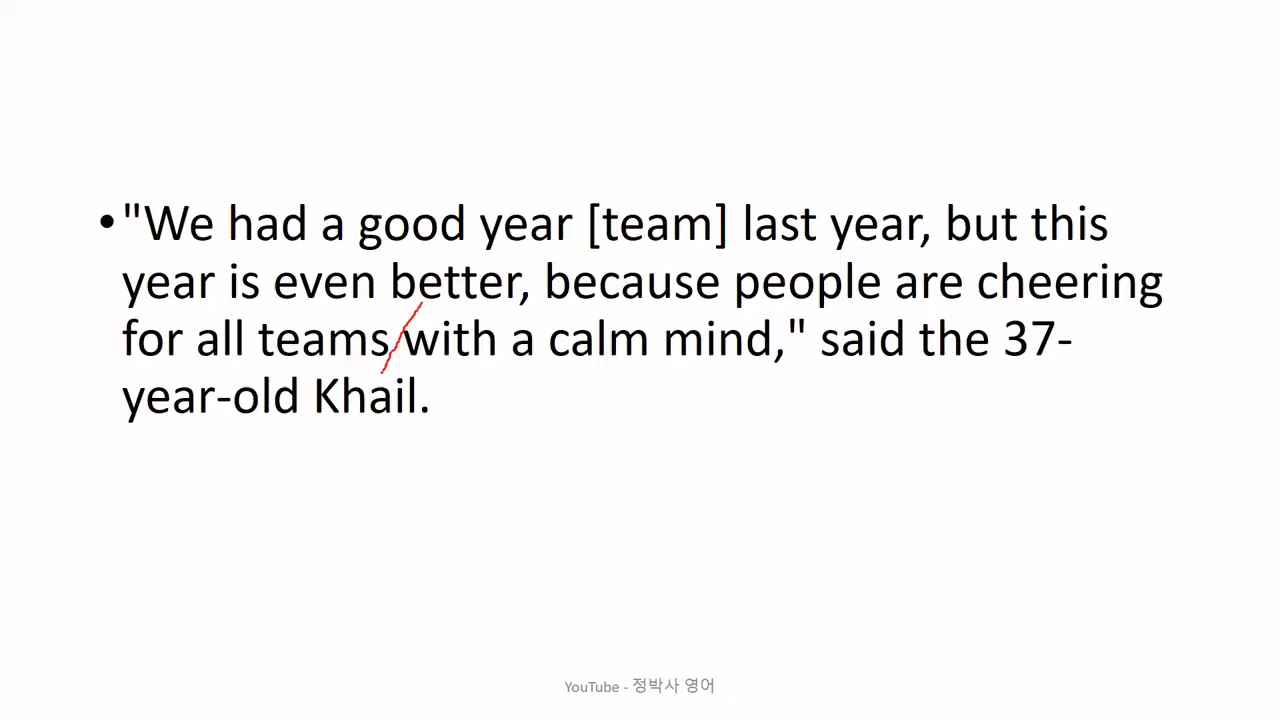 •"We had a good year [team] last year, but this
year is even better, because people are cheering
for all teams with a calm mind," said the 37-
year-old Khail.
YouTube - 정박사 영어